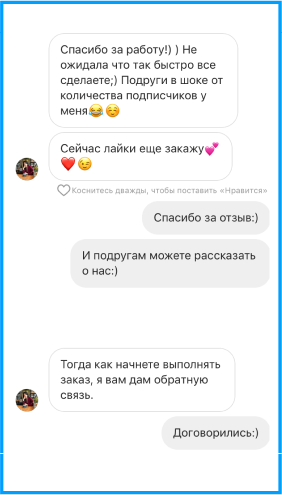 Спасибо за работу!) ) Не
ожидала что так быстро все
сделаете;) Подруги в шоке от
количества подписчиков у
меня😂☺️
Сейчас лайки еще закажу💕
❤️😉
Коснитесь дважды, чтобы поставить «Нравится»
Спасибо за отзыв:)
И подругам можете рассказать
о нас:)
Тогда как начнете выполнять
заказ, я вам дам обратную
связь.
Договорились:)